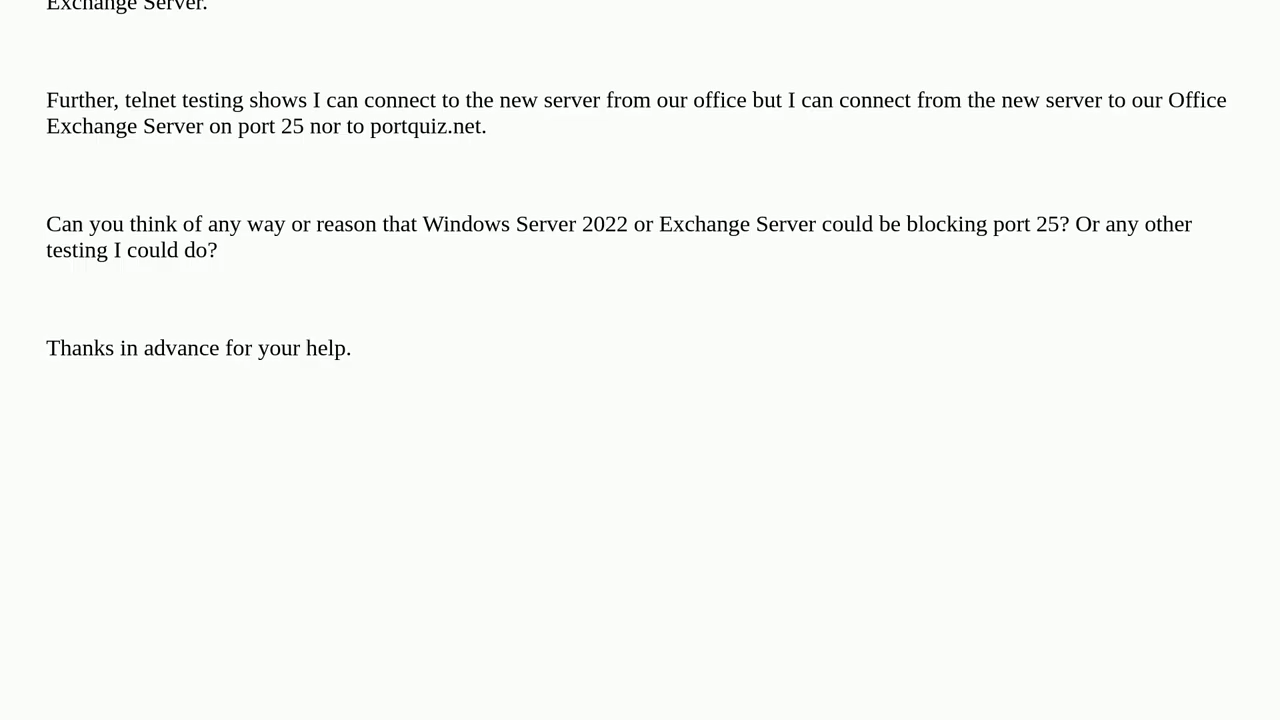 Exchange Server.
Further, telnet testing shows I can connect to the new server from our office but I can connect from the new server to our Office
Exchange Server on port 25 nor to portquiz.net.
Can you think of any way or reason that Windows Server 2022 or Exchange Server could be blocking port 25? Or any other
testing I could do?
Thanks in advance for your help.